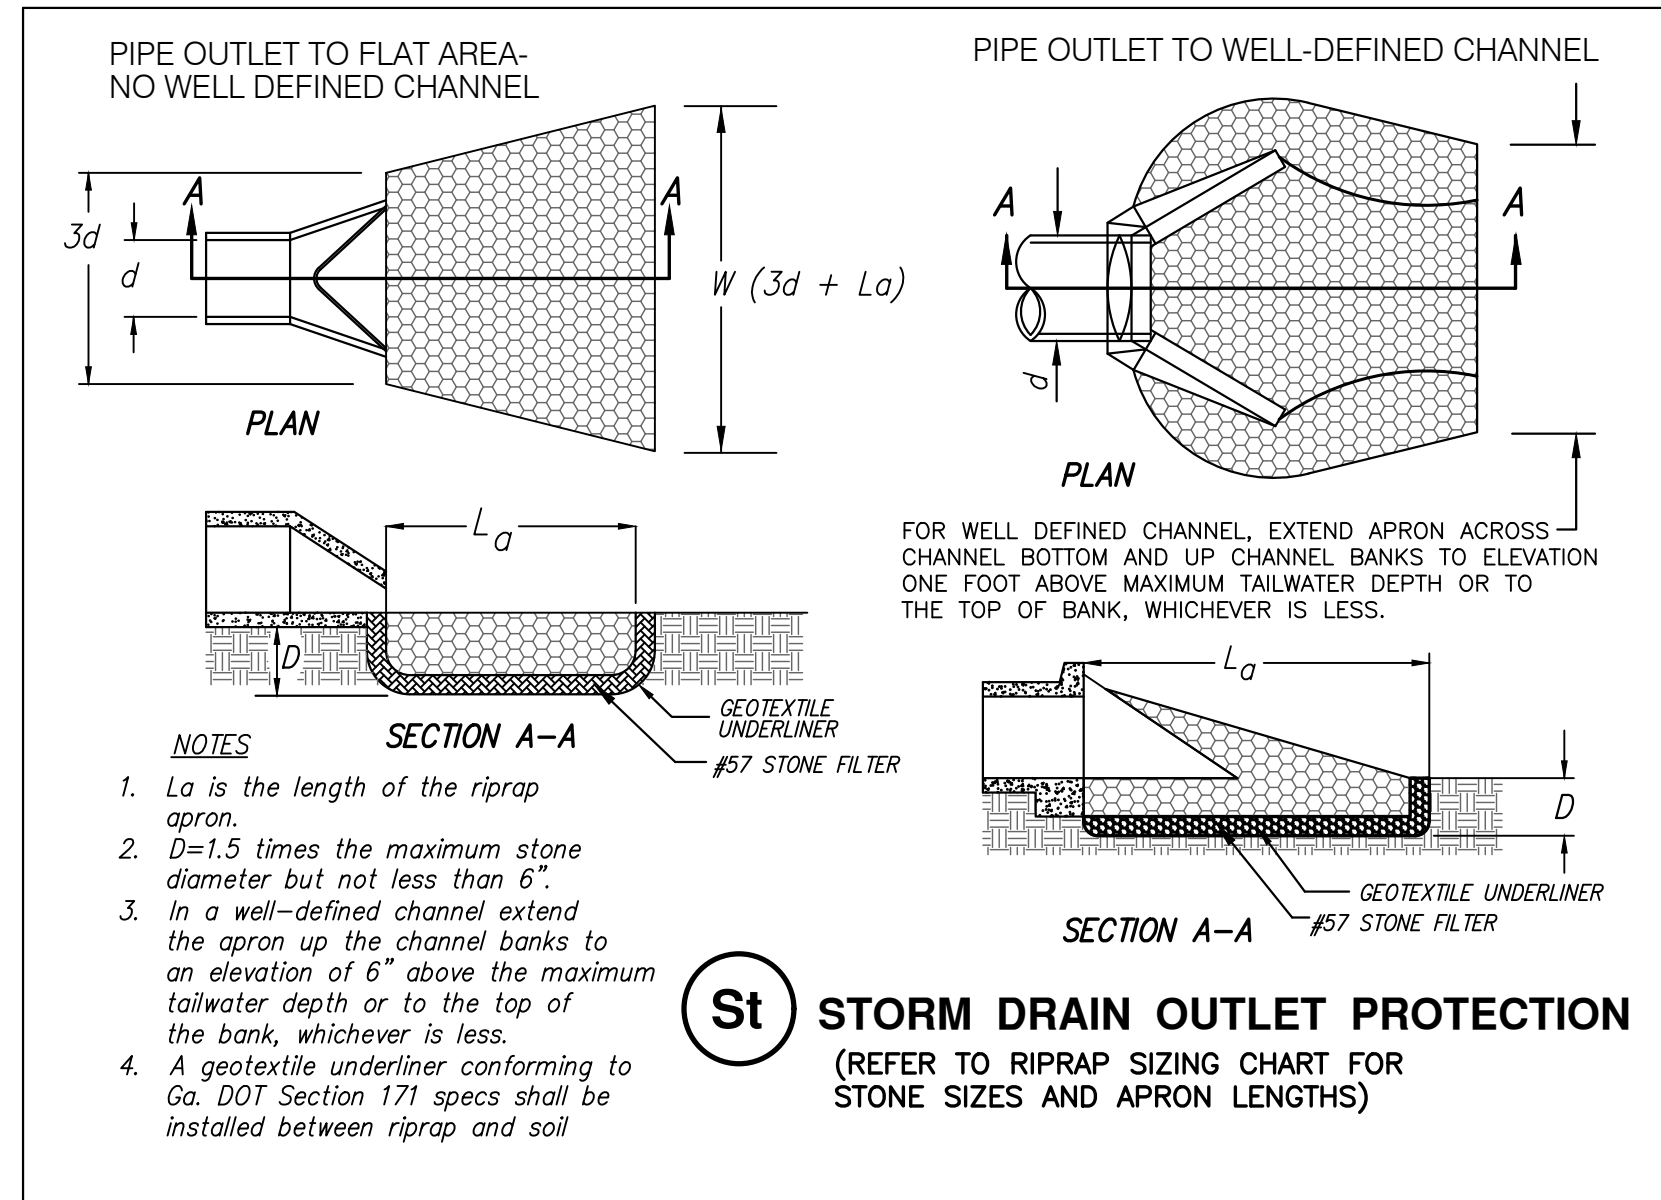 PIPE OUTLET TO FLAT AREA-
NO WELL DEFINED CHANNEL
A
A
3d
d
W (3d + La)
PLAN
PIPE OUTLET TO WELL-DEFINED CHANNEL
A
A
d
PLAN
FOR WELL DEFINED CHANNEL, EXTEND APRON ACROSS
CHANNEL BOTTOM AND UP CHANNEL BANKS TO ELEVATION
ONE FOOT ABOVE MAXIMUM TAILWATER DEPTH OR TO
THE TOP OF BANK, WHICHEVER IS LESS.
La
D
GEOTEXTILE
UNDERLINER
#57 STONE FILTER
SECTION A-A
La
D
GEOTEXTILE UNDERLINER
#57 STONE FILTER
SECTION A-A
NOTES
1. La is the length of the riprap
apron.
2. D=1.5 times the maximum stone
diameter but not less than 6".
3. In a well-defined channel extend
the apron up the channel banks to
an elevation of 6" above the maximum
tailwater depth or to the top of
the bank, whichever is less.
4. A geotextile underliner conforming to
Ga. DOT Section 171 specs shall be
installed between riprap and soil
St
STORM DRAIN OUTLET PROTECTION
(REFER TO RIPRAP SIZING CHART FOR
STONE SIZES AND APRON LENGTHS)